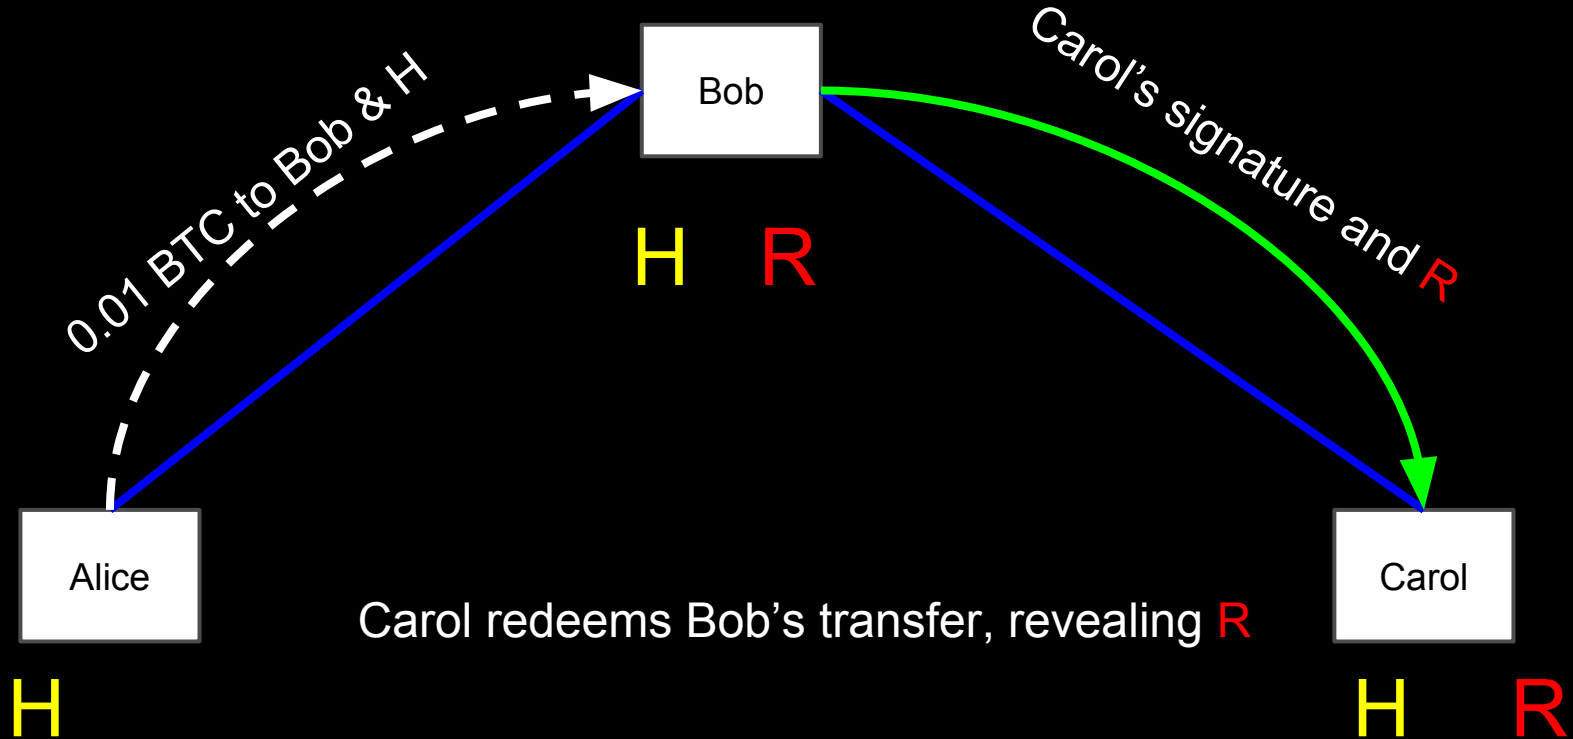 0.01 BTC to Bob & H
Bob
Carol’s signature and R
H R
Alice
Carol
Carol redeems Bob’s transfer, revealing R
H
H R